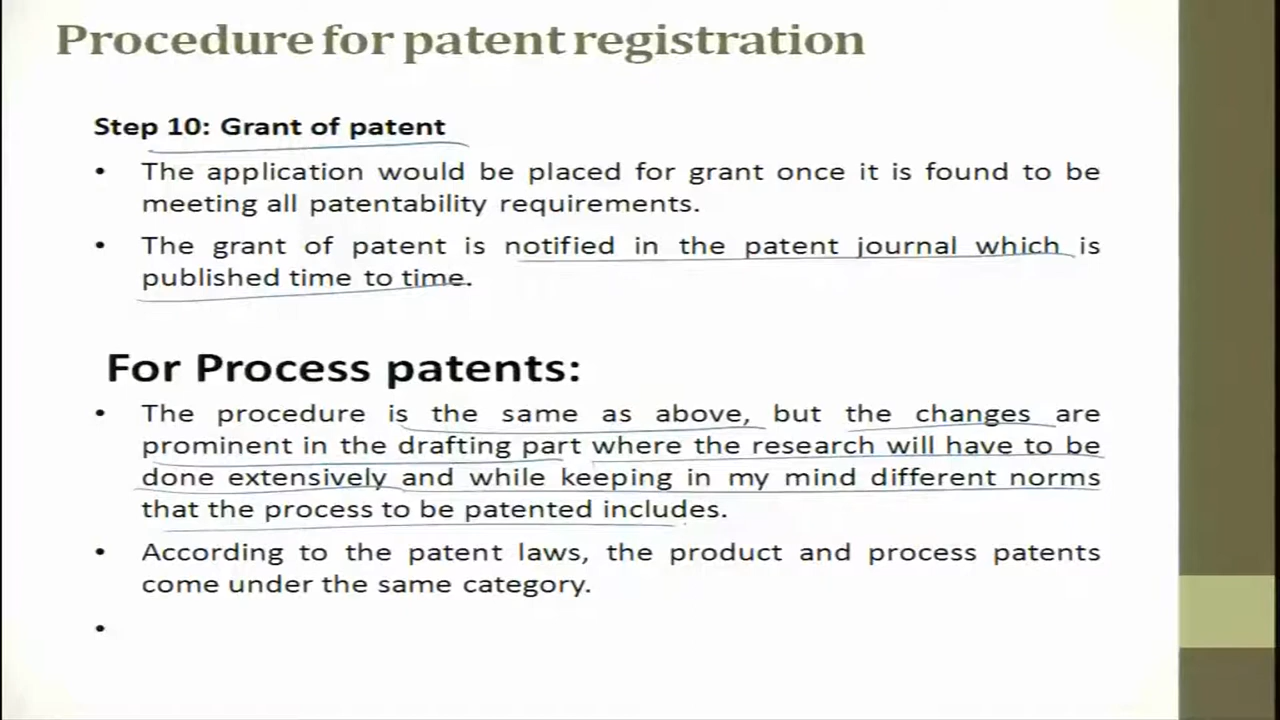 Procedure for patent registration
Step 10: Grant of patent
• The application would be placed for grant once it is found to be
meeting all patentability requirements.
• The grant of patent is notified in the patent journal which is
published time to time.
For Process patents:
• The procedure is the same as above, but the changes are
prominent in the drafting part where the research will have to be
done extensively and while keeping in my mind different norms
that the process to be patented includes.
• According to the patent laws, the product and process patents
come under the same category.
•